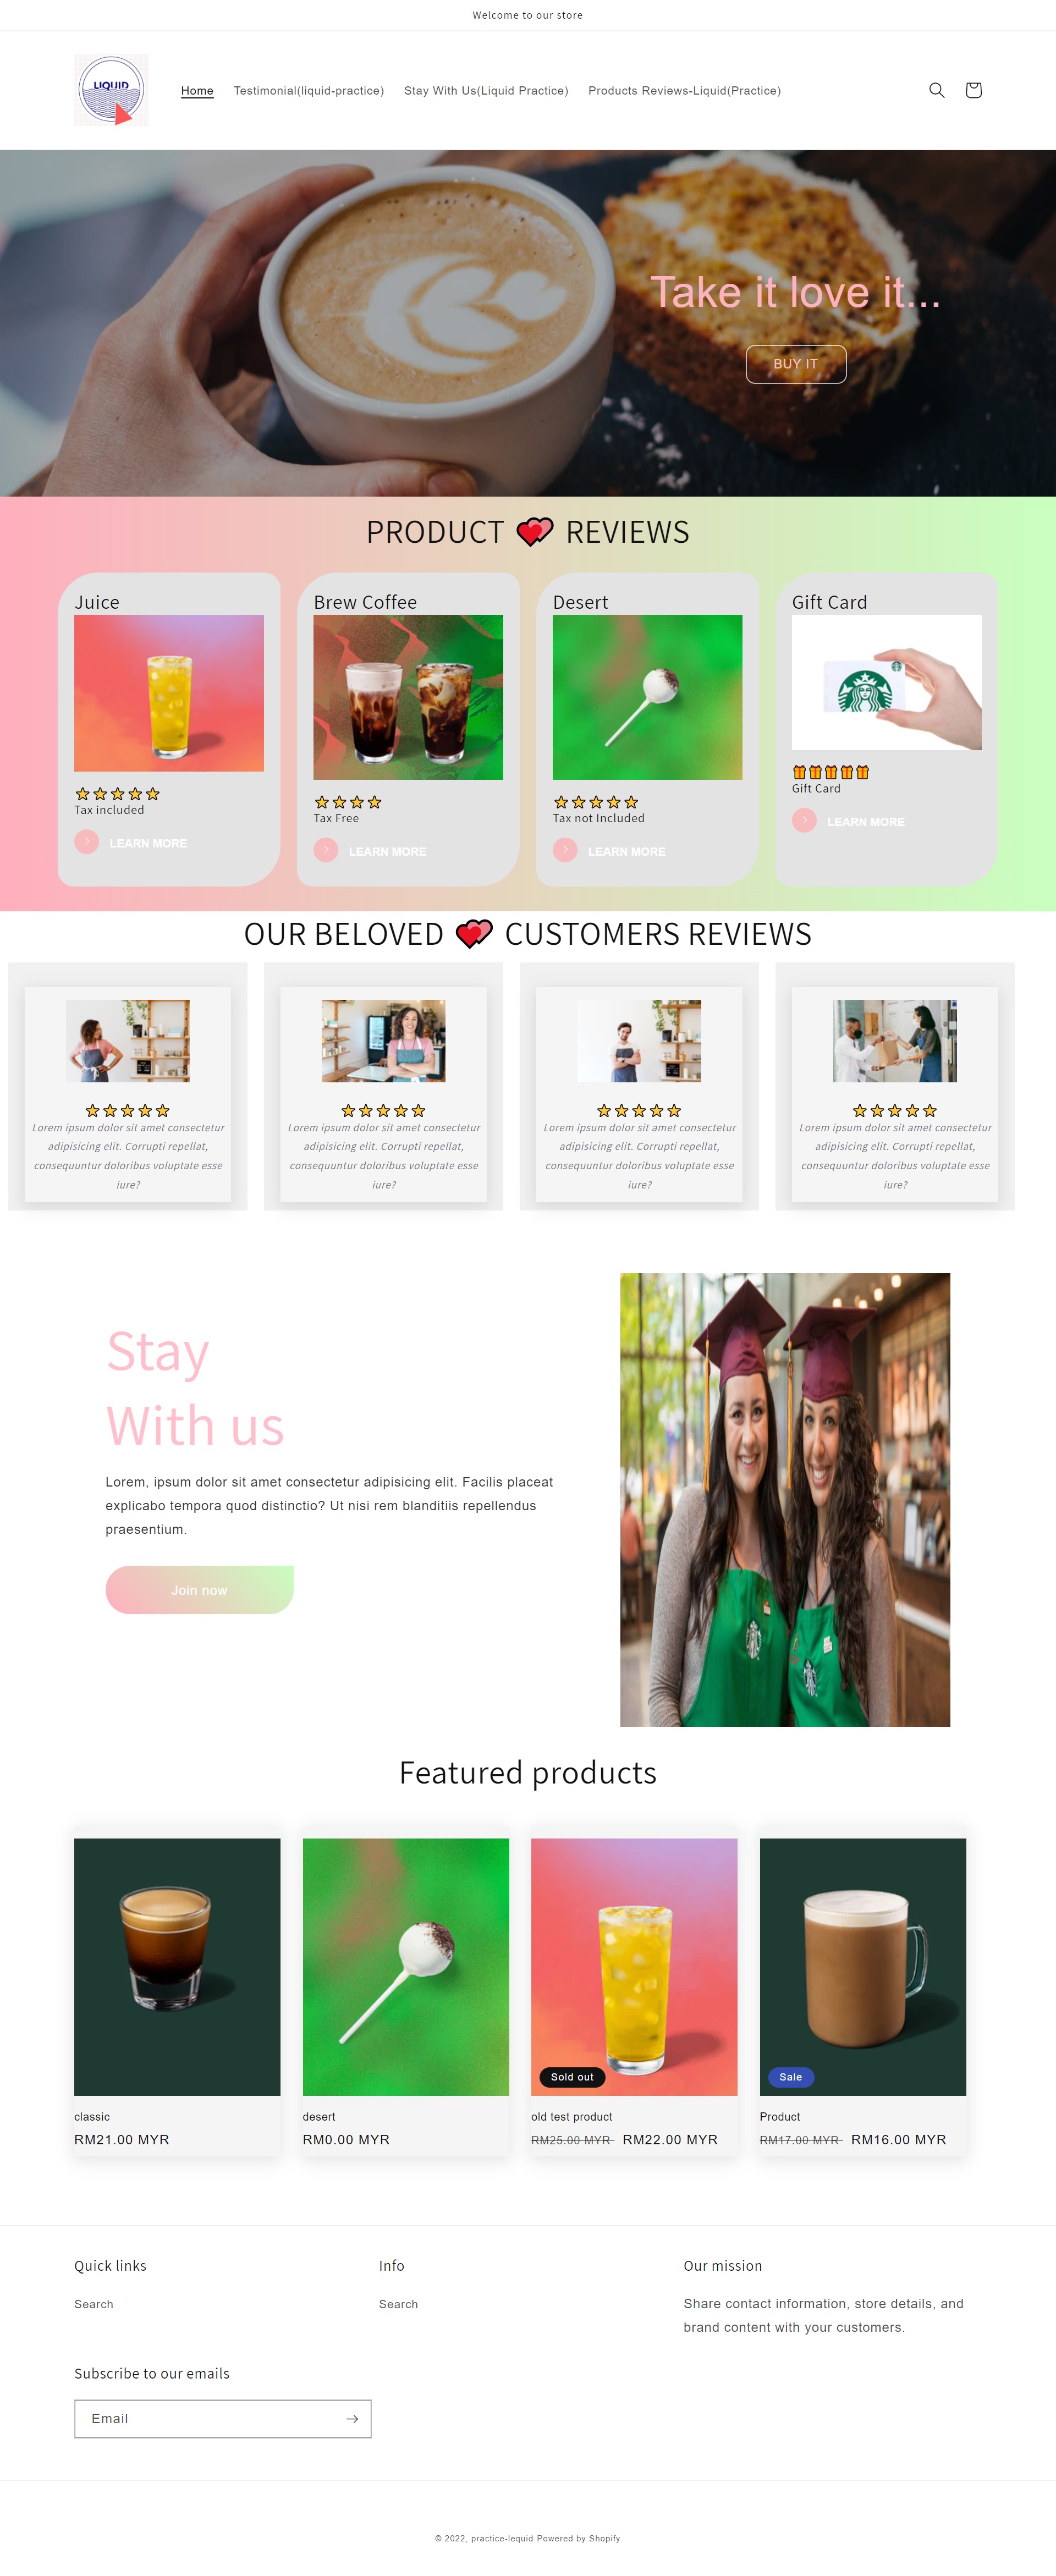 Welcome to our store
LIQUID
Home Testimonial(liquid-practice) Stay With Us(Liquid Practice) Products Reviews-Liquid(Practice)
Take it love it...
BUY IT
PRODUCT 💕 REVIEWS
Juice
Tax included
LEARN MORE
Brew Coffee
Tax Free
LEARN MORE
Desert
Tax not Included
LEARN MORE
Gift Card
Gift Card
LEARN MORE
OUR BELOVED 💕 CUSTOMERS REVIEWS
Lorem ipsum dolor sit amet consectetur
adipisicing elit. Corrupti repellat,
consequuntur doloribus voluptate esse
iure?
Lorem ipsum dolor sit amet consectetur
adipisicing elit. Corrupti repellat,
consequuntur doloribus voluptate esse
iure?
Lorem ipsum dolor sit amet consectetur
adipisicing elit. Corrupti repellat,
consequuntur doloribus voluptate esse
iure?
Lorem ipsum dolor sit amet consectetur
adipisicing elit. Corrupti repellat,
consequuntur doloribus voluptate esse
iure?
Stay
With us
Lorem, ipsum dolor sit amet consectetur adipisicing elit. Facilis placeat
explicabo tempora quod distinctio? Ut nisi rem blanditiis repellendus
praesentium.
Join now
Featured products
classic
RM21.00 MYR
desert
RM0.00 MYR
Sold out
old test product
RM25.00 MYR RM22.00 MYR
Sale
Product
RM17.00 MYR RM16.00 MYR
Quick links
Search
Info
Search
Our mission
Share contact information, store details, and
brand content with your customers.
Subscribe to our emails
Email
© 2022, practice-lequid Powered by Shopify